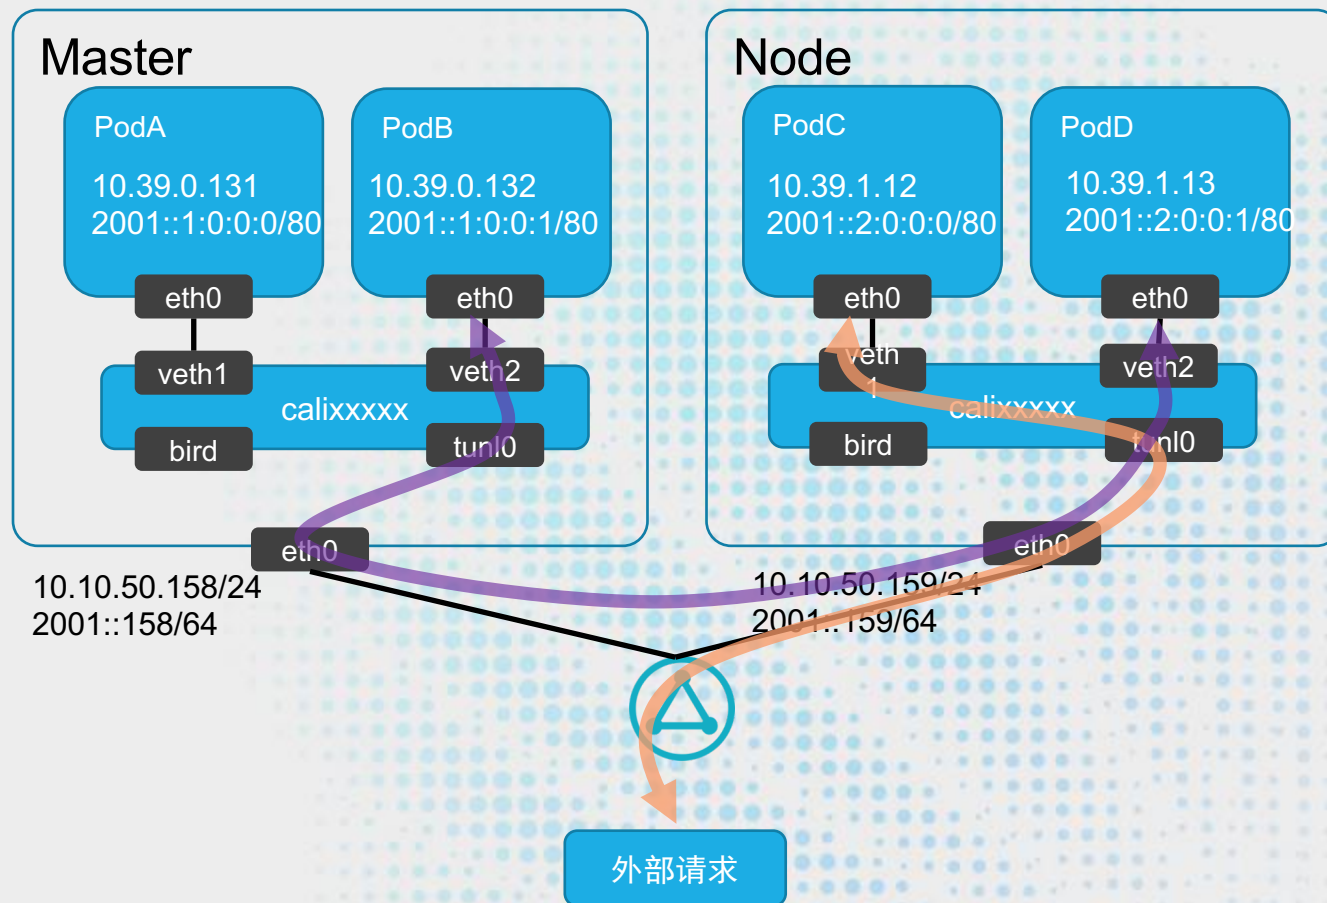 Master
PodA
10.39.0.131
2001::1:0:0:0/80
eth0
veth1
PodB
10.39.0.132
2001::1:0:0:1/80
eth0
veth2
calixxxxx
bird
tunl0
eth0
10.10.50.158/24
2001::158/64
Node
PodC
10.39.1.12
2001::2:0:0:0/80
eth0
veth
1
PodD
10.39.1.13
2001::2:0:0:1/80
eth0
veth2
calixxxxx
bird
tunl0
eth0
10.10.50.159/24
2001::159/64
外部请求